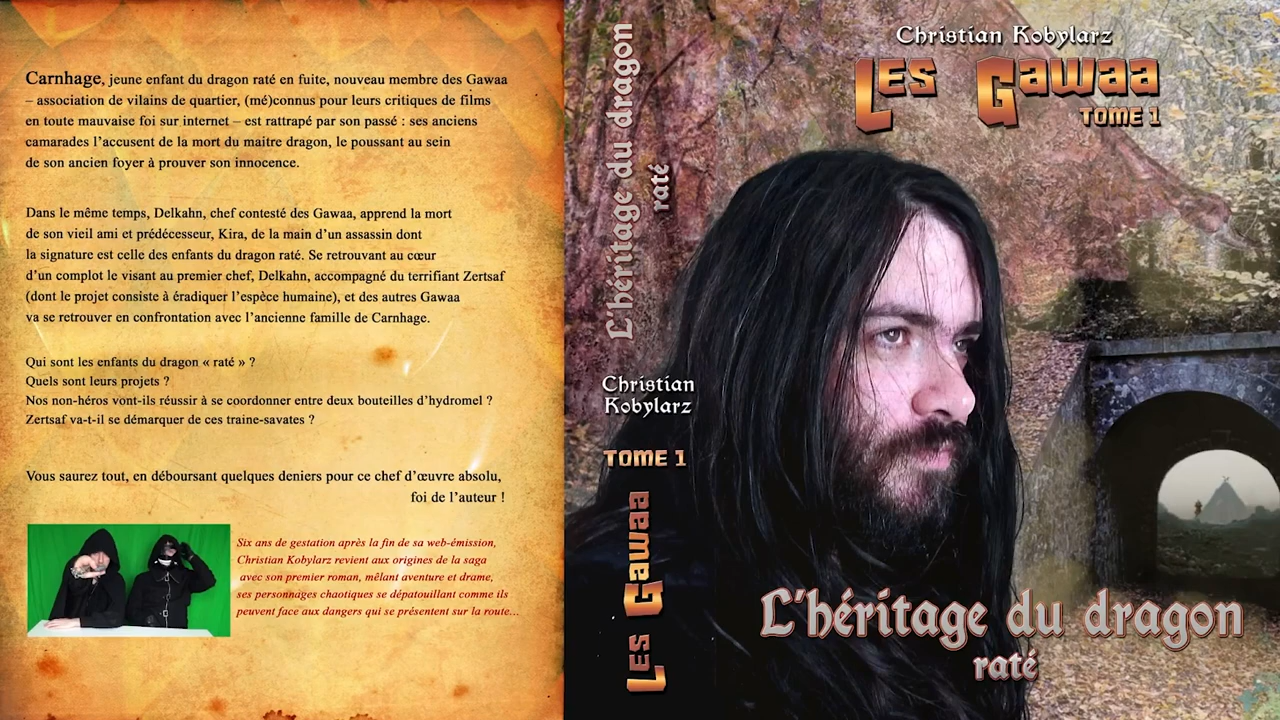 Carnhage, jeune enfant du dragon raté en fuite, nouveau membre des Gawaa
– association de vilains de quartier, (mé)connus pour leurs critiques de films
en toute mauvaise foi sur internet – est rattrapé par son passé : ses anciens
camarades l’accusent de la mort du maitre dragon, le poussant au sein
de son ancien foyer à prouver son innocence.
Dans le même temps, Delkahn, chef contesté des Gawaa, apprend la mort
de son vieil ami et prédécesseur, Kira, de la main d’un assassin dont
la signature est celle des enfants du dragon raté. Se retrouvant au cœur
d’un complot le visant au premier chef, Delkahn, accompagné du terrifiant Zertsaf
(dont le projet consiste à éradiquer l’espèce humaine), et des autres Gawaa
va se retrouver en confrontation avec l’ancienne famille de Carnhage.
Qui sont les enfants du dragon « raté » ?
Quels sont leurs projets ?
Nos non-héros vont-ils réussir à se coordonner entre deux bouteilles d’hydromel ?
Zertsaf va-t-il se démarquer de ces traine-savates ?
Vous saurez tout, en déboursant quelques deniers pour ce chef d’œuvre absolu,
foi de l’auteur !
Six ans de gestation après la fin de sa web-émission,
Christian Kobylarz revient aux origines de la saga
avec son premier roman, mêlant aventure et drame,
ses personnages chaotiques se dépatouillant comme ils
peuvent face aux dangers qui se présentent sur la route...
L’héritage du dragon
raté
Christian
Kobylarz
TOME 1
Les Gawaa
Christian Kobylarz
Les Gawaa
TOME 1
L’héritage du dragon
raté